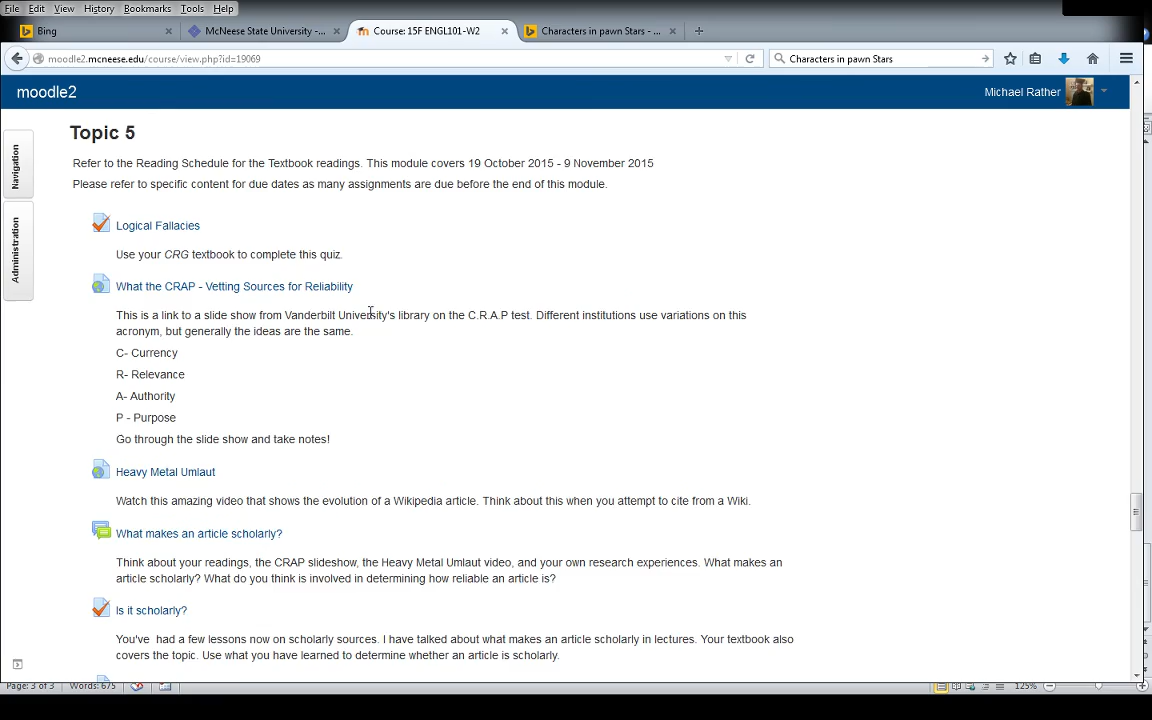 File Edit View History Bookmarks Tools Help
Bing
McNeese State University -...
Course: 15F ENGL101-W2
Characters in pawn Stars - ...
moodle2.mcneese.edu/course/view.php?id=19069
Characters in pawn Stars
moodle2
Michael Rather
Navigation
Administration
Topic 5
Refer to the Reading Schedule for the Textbook readings. This module covers 19 October 2015 - 9 November 2015
Please refer to specific content for due dates as many assignments are due before the end of this module.
Logical Fallacies
Use your CRG textbook to complete this quiz.
What the CRAP - Vetting Sources for Reliability
This is a link to a slide show from Vanderbilt University's library on the C.R.A.P test. Different institutions use variations on this
acronym, but generally the ideas are the same.
C- Currency
R- Relevance
A- Authority
P - Purpose
Go through the slide show and take notes!
Heavy Metal Umlaut
Watch this amazing video that shows the evolution of a Wikipedia article. Think about this when you attempt to cite from a Wiki.
What makes an article scholarly?
Think about your readings, the CRAP slideshow, the Heavy Metal Umlaut video, and your own research experiences. What makes an
article scholarly? What do you think is involved in determining how reliable an article is?
Is it scholarly?
You've had a few lessons now on scholarly sources. I have talked about what makes an article scholarly in lectures. Your textbook also
covers the topic. Use what you have learned to determine whether an article is scholarly.
Page: 3 of 3 Words: 675 125%